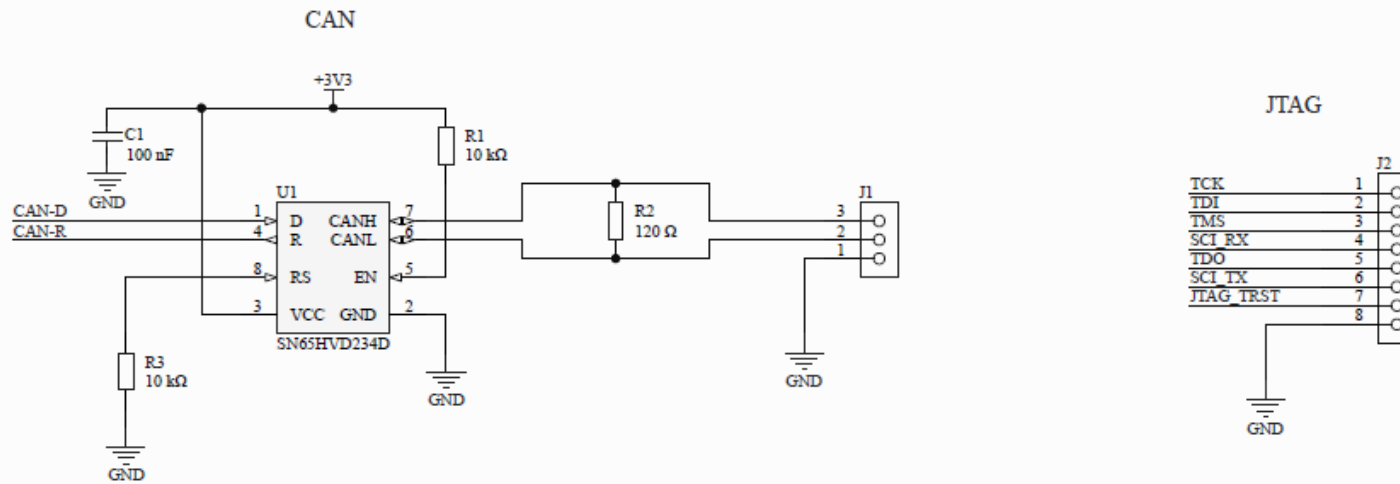 CAN
+3V3
C1
100 nF
GND
R1
10 kΩ
U1
CAN-D
1
D
CANH
7
CAN-R
4
R
CANL
6
8
RS
EN
5
3
VCC
GND
2
SN65HVD234D
R2
120 Ω
J1
3
2
1
R3
10 kΩ
GND
GND
GND
JTAG
J2
TCK 1
TDI 2
TMS 3
SCI_RX 4
TDO 5
SCI_TX 6
JTAG_TRST 7
8
GND